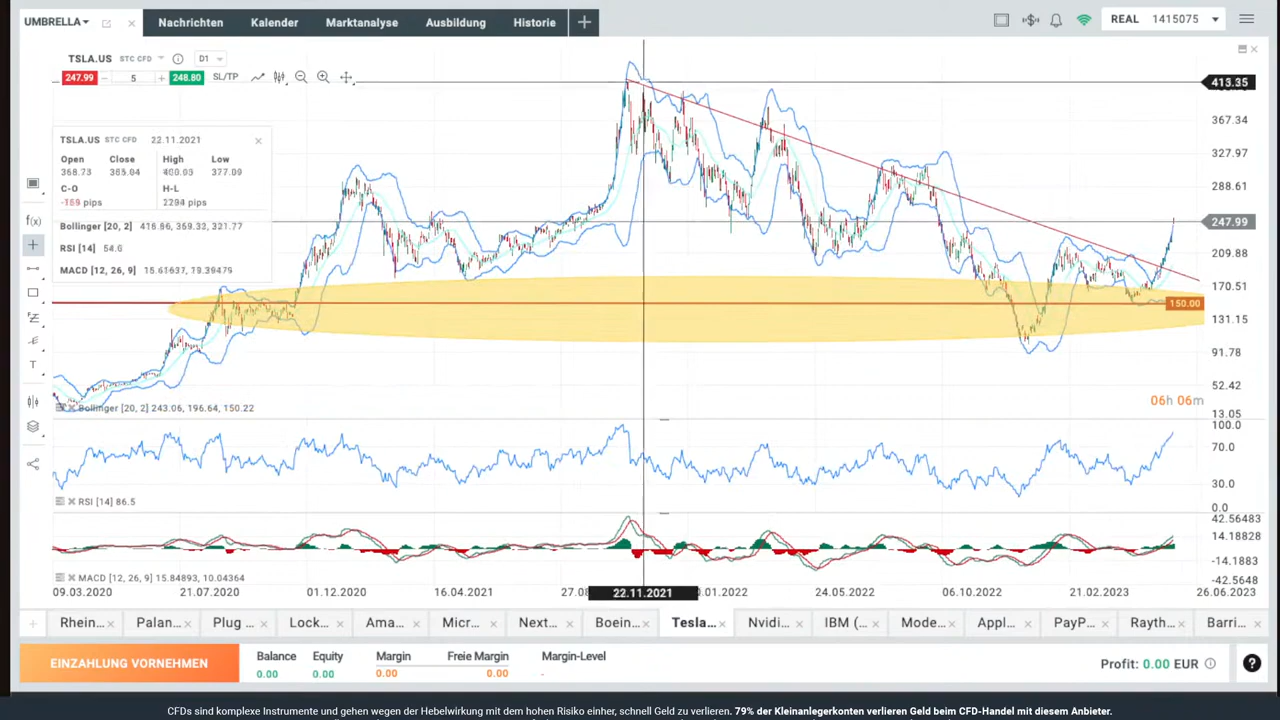 UMBRELLA
Nachrichten
Kalender
Marktanalyse
Ausbildung
Historie
REAL 1415075
TSLA.US STC CFD D1
247.99 5 248.80 SL/TP
413.35
367.34
327.97
288.61
247.99
209.88
170.51
150.00
131.15
91.78
52.42
13.05
TSLA.US STC CFD 22.11.2021
Open Close High Low
368.73 377.09
C-O H-L
pips 2294 pips
Bollinger [20, 2] 416.86, 369.33, 321.77
RSI [14] 54.6
MACD [12, 26, 9] 15.61637, 19.39479
f(x)
T
06h 06m
Bollinger [20, 2] 243.06, 196.64, 150.22
100.0
70.0
30.0
0.0
RSI [14] 86.5
42.56483
14.18828
-14.1883
-42.5648
MACD [12, 26, 9] 15.84893, 10.04364
09.03.2020 21.07.2020 01.12.2020 16.04.2021 27.08 22.11.2021 0.01.2022 24.05.2022 06.10.2022 21.02.2023 26.06.2023
Rhein... Palan... Plug ... Lock... Ama... Micr... Next... Boein... Tesla... Nvidi... IBM (... Mode... Appl... PayP... Rayth... Barri...
EINZAHLUNG VORNEHMEN
Balance Equity Margin Freie Margin Margin-Level
0.00 0.00 0.00 0.00 -
Profit: 0.00 EUR
CFDs sind komplexe Instrumente und gehen wegen der Hebelwirkung mit dem hohen Risiko einher, schnell Geld zu verlieren. 79% der Kleinanlegerkonten verlieren Geld beim CFD-Handel mit diesem Anbieter.